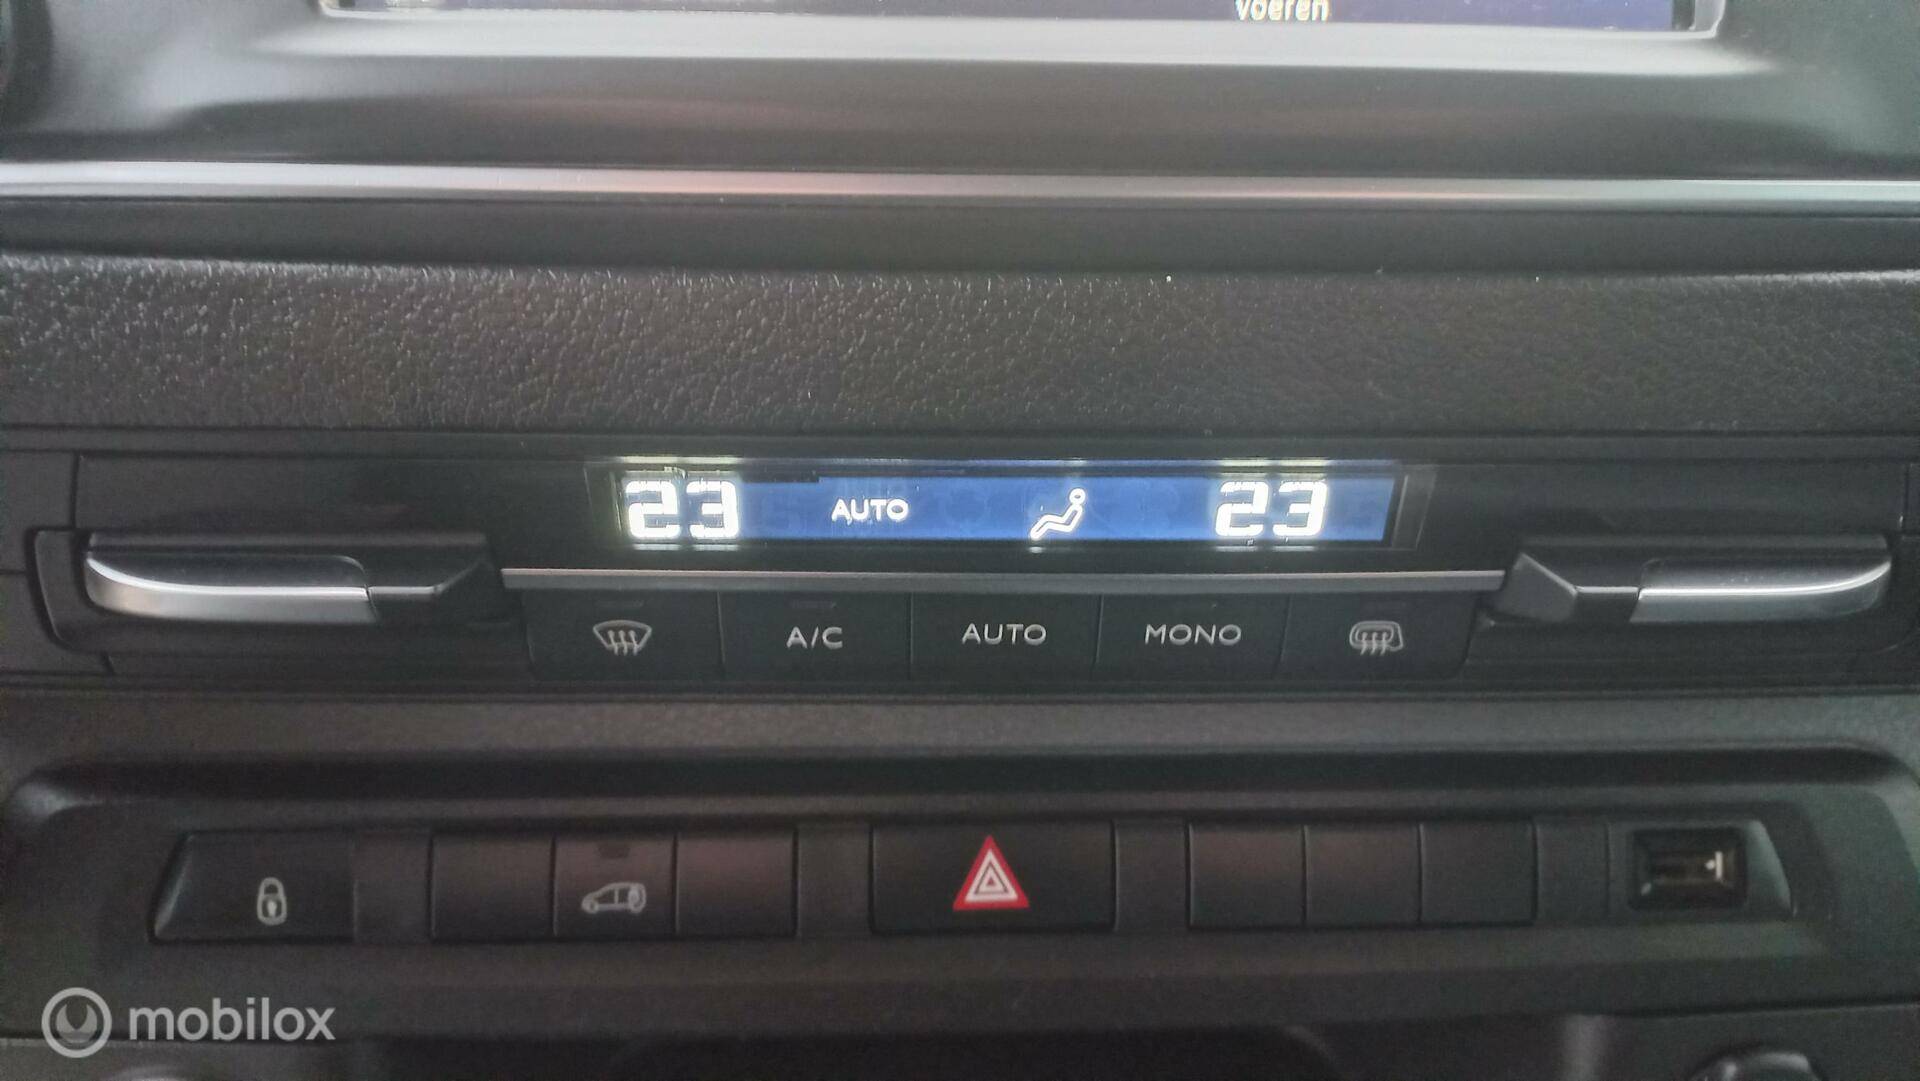 voeren
23 AUTO 23
A/C AUTO MONO
mobilox